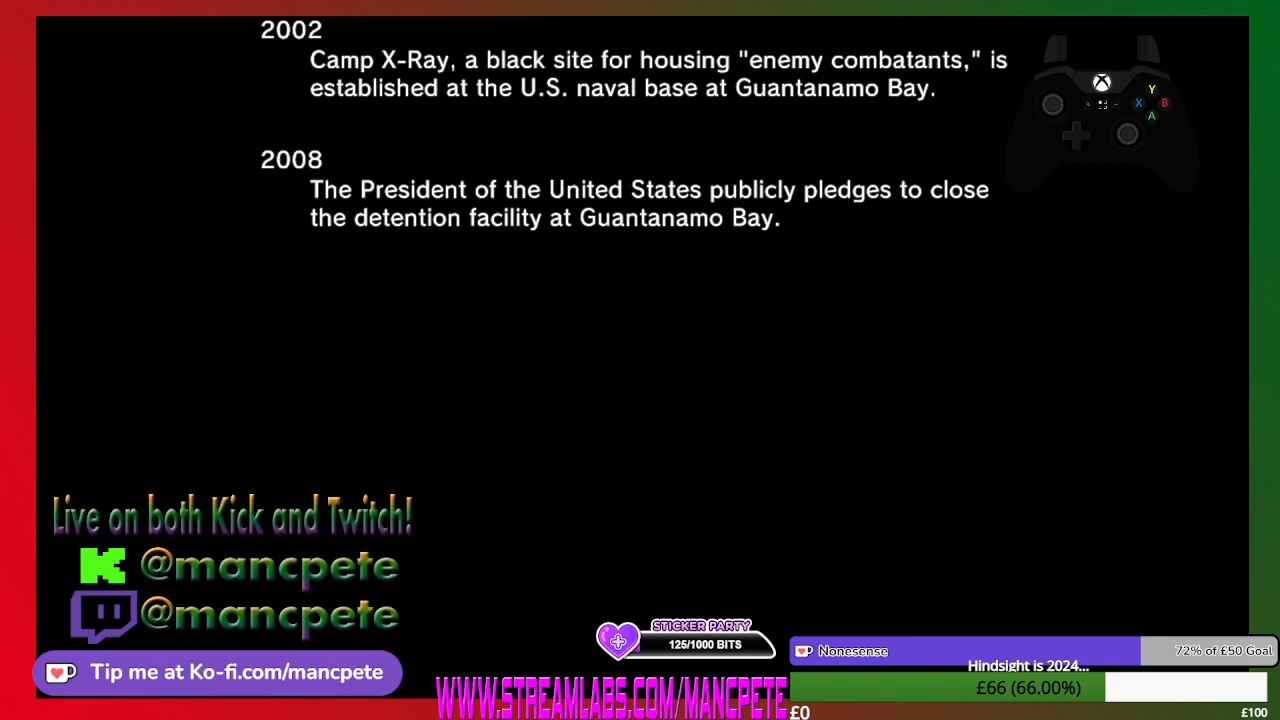 2002
Camp X-Ray, a black site for housing "enemy combatants," is
established at the U.S. naval base at Guantanamo Bay.
Y
X B
A
2008
The President of the United States publicly pledges to close
the detention facility at Guantanamo Bay.
Live on both Kick and Twitch!
K @mancpete
@mancpete
Tip me at Ko-fi.com/mancpete
STICKER PARTY
125/1000 BITS
WWW.STREAMLABS.COM/MANCPETE
Nonesense 72% of £50 Goal
Hindsight is 2024...
£66 (66.00%)
£0 £100